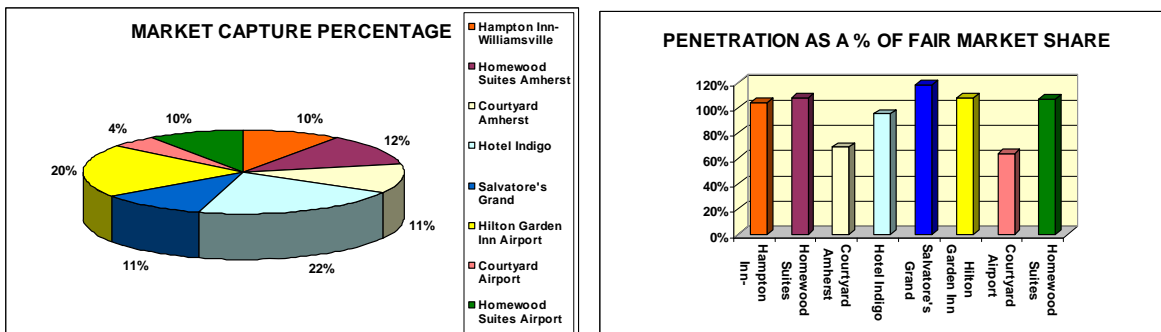 MARKET CAPTURE PERCENTAGE
10%
12%
11%
22%
11%
20%
4%
10%
Hampton Inn-
Williamsville
Homewood
Suites Amherst
Courtyard
Amherst
Hotel Indigo
Salvatore's
Grand
Hilton Garden
Inn Airport
Courtyard
Airport
Homewood
Suites Airport
PENETRATION AS A % OF FAIR MARKET SHARE
120%
100%
80%
60%
40%
20%
0%
Hampton
Inn-
Homewood
Suites
Courtyard
Amherst
Hotel Indigo
Salvatore's
Grand
Hilton
Garden Inn
Courtyard
Airport
Homewood
Suites